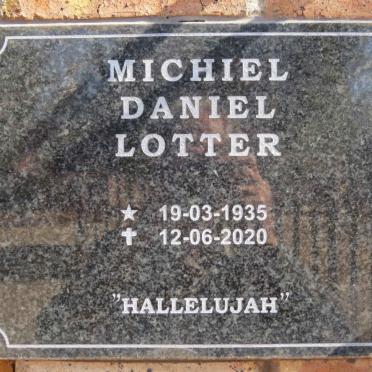 MICHIEL
DANIEL
LOTTER
★ 19-03-1935
✝ 12-06-2020
"HALLELUJAH"